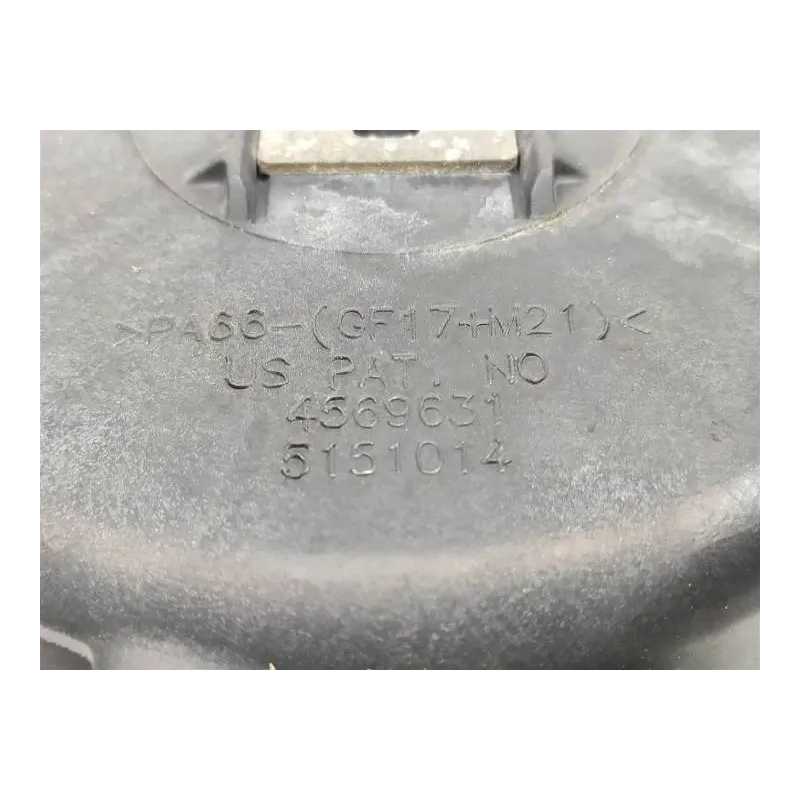 >PA66-(GF17+M21)<
US PAT. NO
4569631
5151014